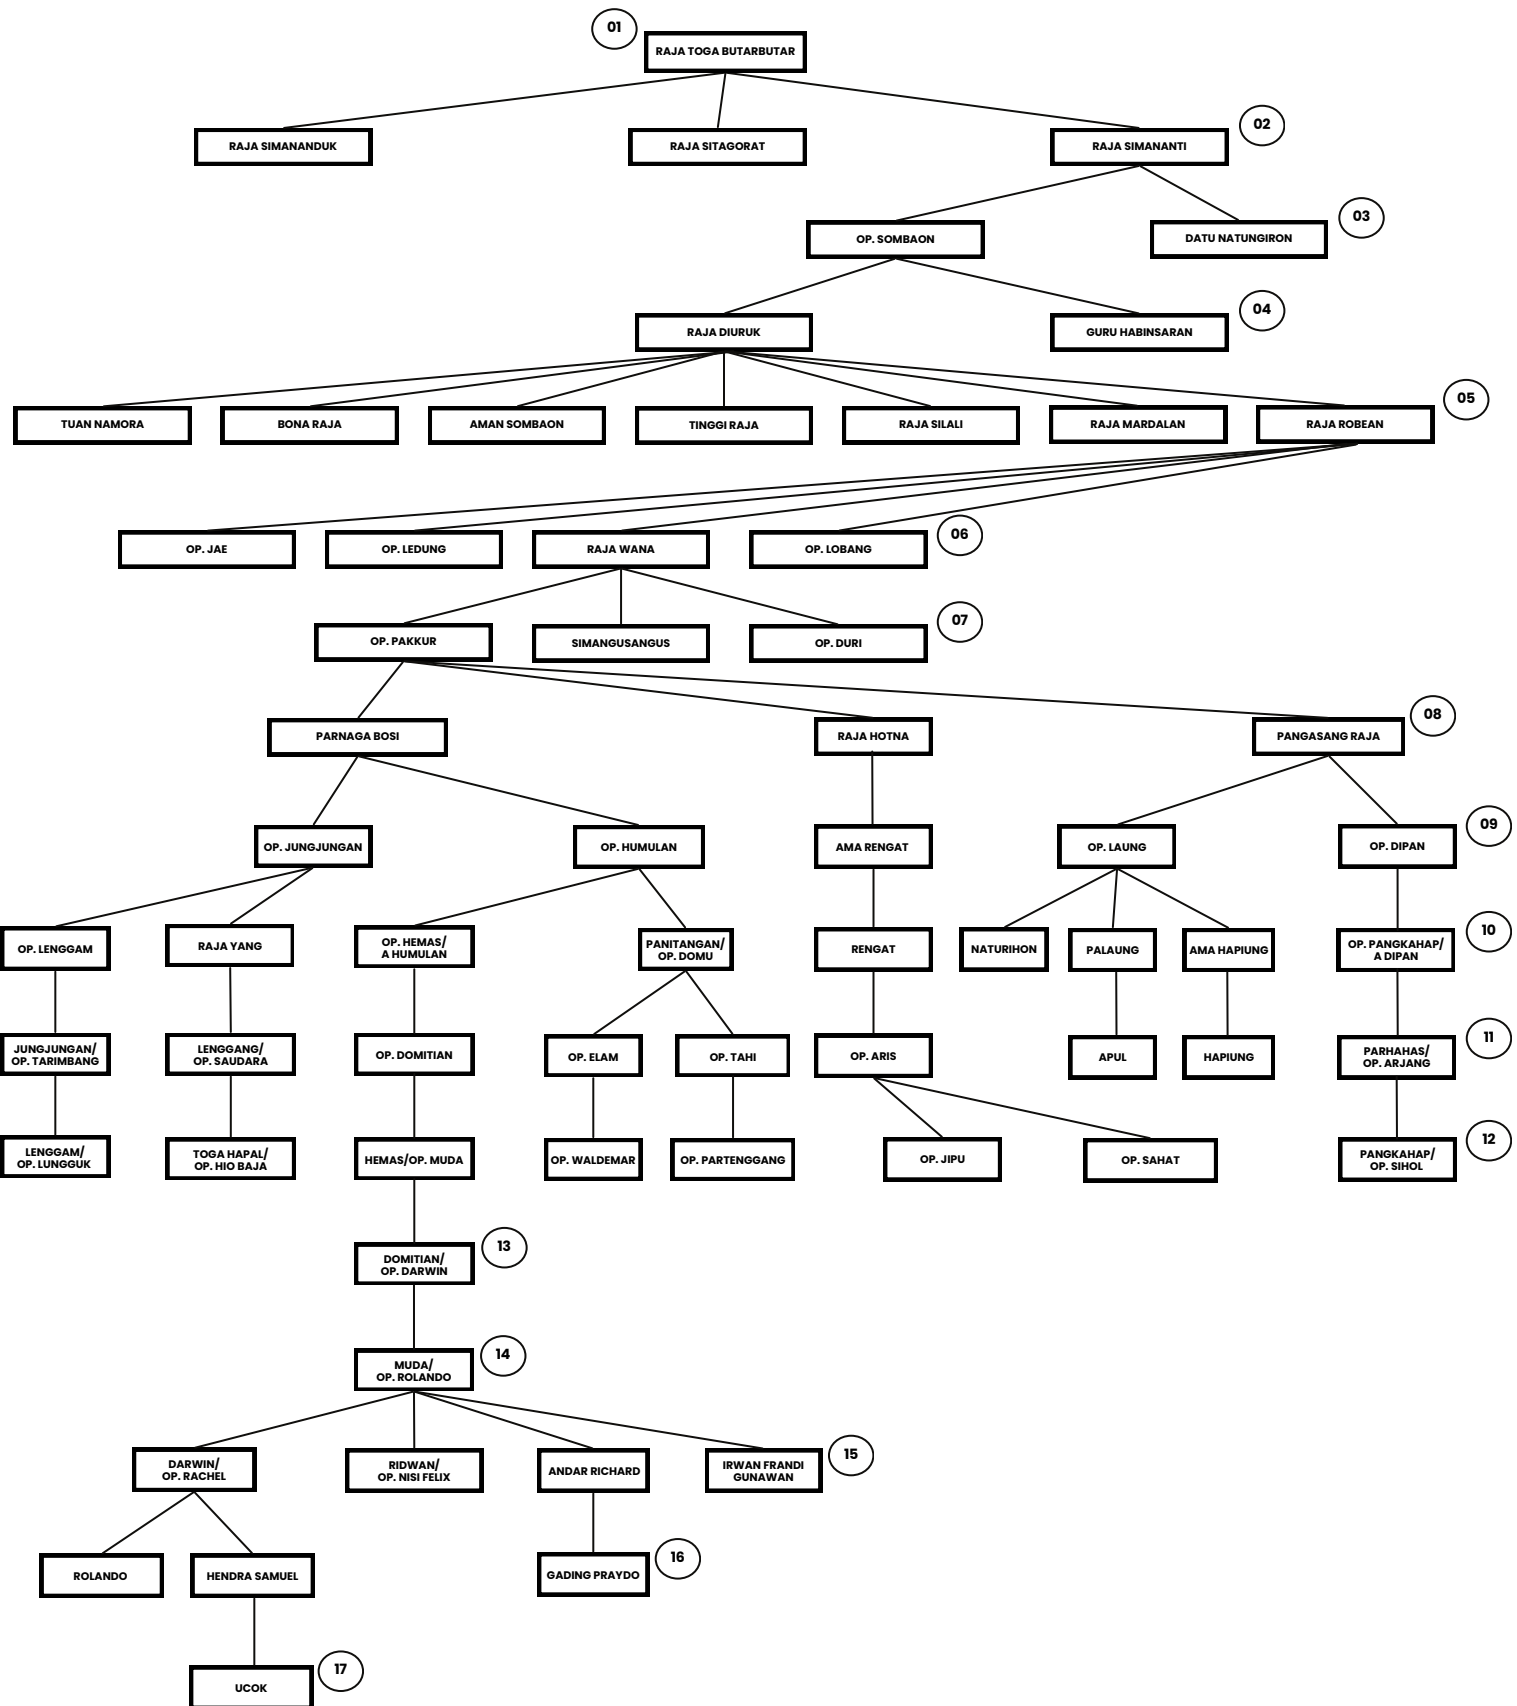 01
RAJA TOGA BUTARBUTAR
02
RAJA SIMANANDUK
RAJA SITAGORAT
RAJA SIMANANTI
03
OP. SOMBAON
DATU NATUNGIRON
04
RAJA DIURUK
GURU HABINSARAN
05
TUAN NAMORA
BONA RAJA
AMAN SOMBAON
TINGGI RAJA
RAJA SILALI
RAJA MARDALAN
RAJA ROBEAN
06
OP. JAE
OP. LEDUNG
RAJA WANA
OP. LOBANG
07
OP. PAKKUR
SIMANGUSANGUS
OP. DURI
08
PARNAGA BOSI
RAJA HOTNA
PANGASANG RAJA
09
OP. JUNGJUNGAN
OP. HUMULAN
AMA RENGAT
OP. LAUNG
OP. DIPAN
10
OP. LENGGAM
RAJA YANG
OP. HEMAS/
A HUMULAN
PANITANGAN/
OP. DOMU
RENGAT
NATURIHON
PALAUNG
AMA HAPIUNG
OP. PANGKAHAP/
A DIPAN
11
JUNGJUNGAN/
OP. TARIMBANG
LENGGANG/
OP. SAUDARA
OP. DOMITIAN
OP. ELAM
OP. TAHI
OP. ARIS
APUL
HAPIUNG
PARHAHAS/
OP. ARJANG
12
LENGGAM/
OP. LUNGGUK
TOGA HAPAL/
OP. HIO BAJA
HEMAS/OP. MUDA
OP. WALDEMAR
OP. PARTENGGANG
OP. JIPU
OP. SAHAT
PANGKAHAP/
OP. SIHOL
13
DOMITIAN/
OP. DARWIN
14
MUDA/
OP. ROLANDO
15
DARWIN/
OP. RACHEL
RIDWAN/
OP. NISI FELIX
ANDAR RICHARD
IRWAN FRANDI
GUNAWAN
16
ROLANDO
HENDRA SAMUEL
GADING PRAYDO
17
UCOK